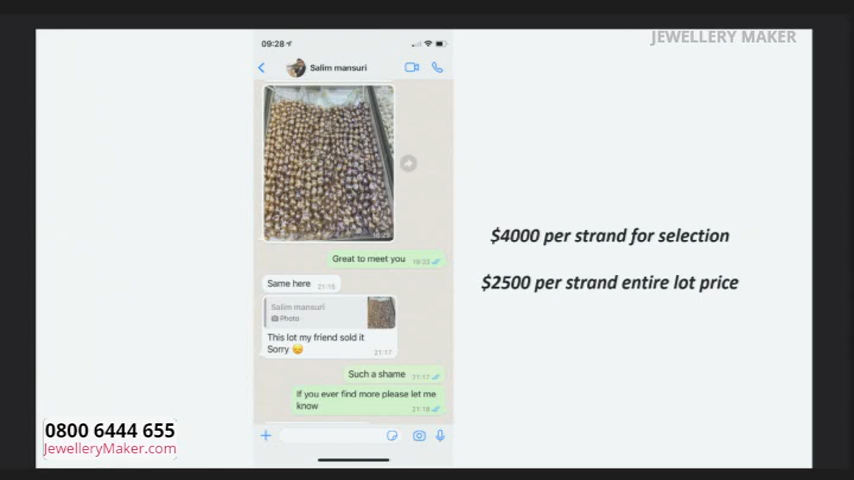 JEWELLERY MAKER
09:28
Salim mansuri
Great to meet you 19:33
Same here 21:15
Salim mansuri
Photo
This lot my friend sold it
Sorry 😔 21:17
Such a shame 21:17
If you ever find more please let me
know 21:18
$4000 per strand for selection
$2500 per strand entire lot price
0800 6444 655
JewelleryMaker.com